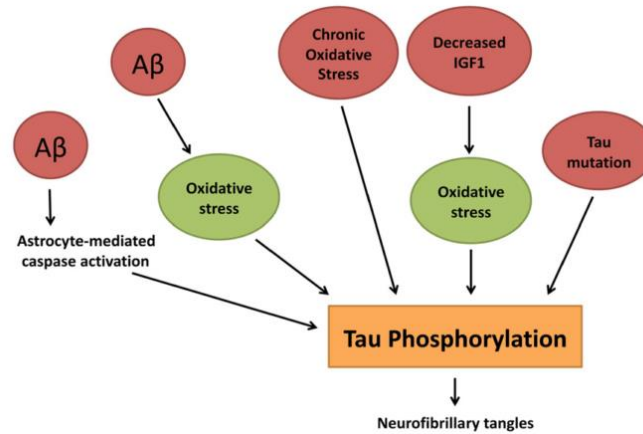 Aβ
Aβ
Chronic
Oxidative
Stress
Decreased
IGF1
Tau
mutation
Oxidative
stress
Oxidative
stress
Astrocyte-mediated
caspase activation
Tau Phosphorylation
Neurofibrillary tangles